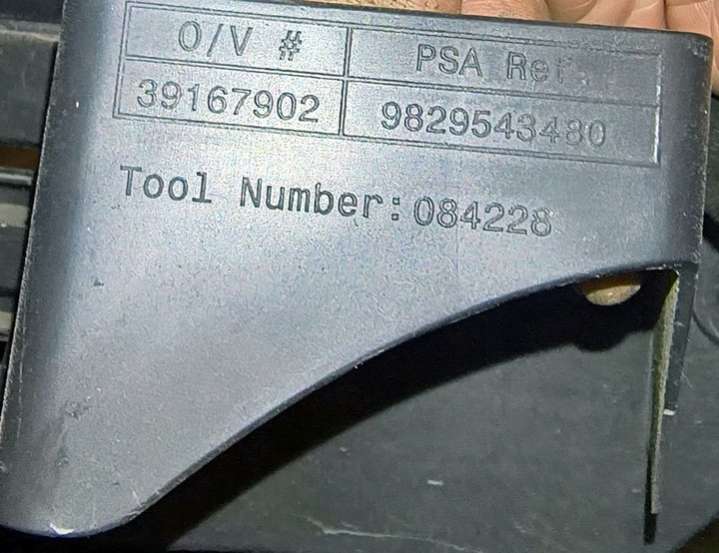 O/V # PSA Ref.
39167902 9829543480
Tool Number: 084228